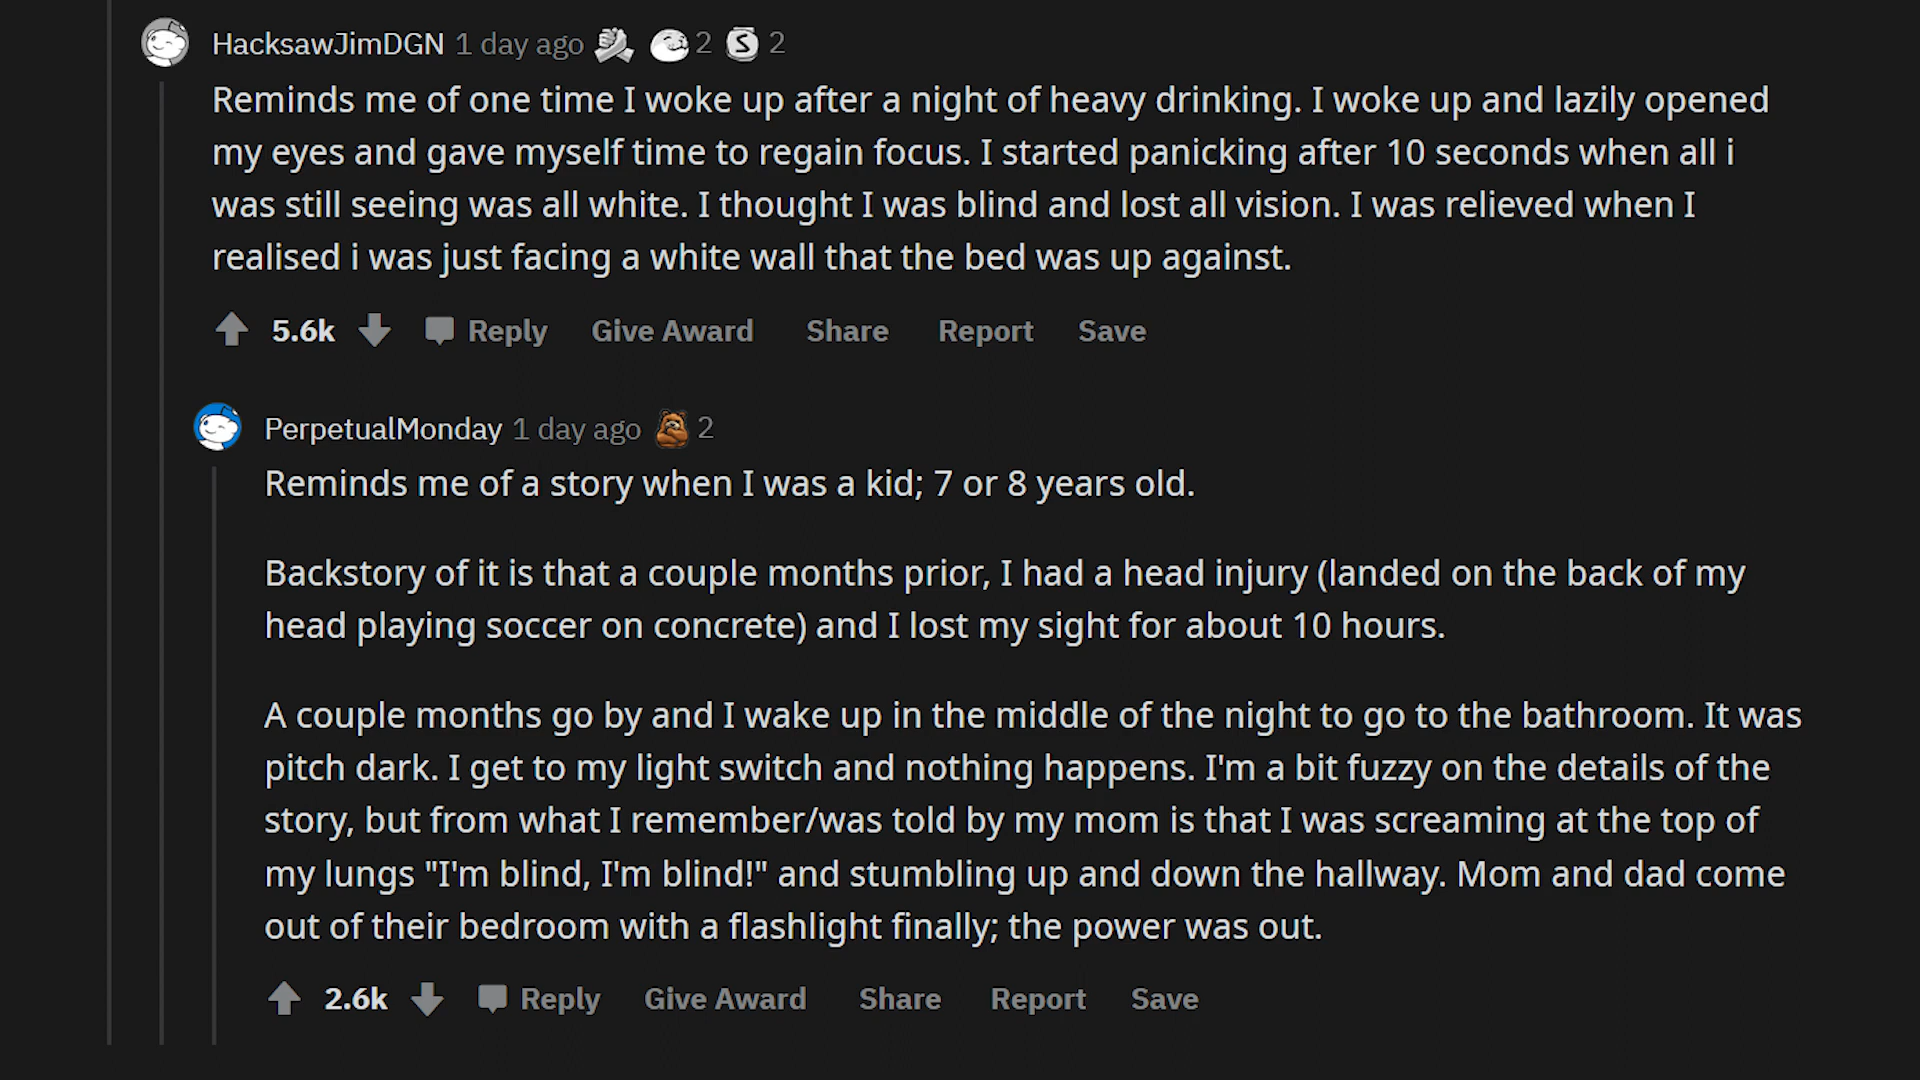 HacksawJimDGN 1 day ago 2 2
Reminds me of one time I woke up after a night of heavy drinking. I woke up and lazily opened
my eyes and gave myself time to regain focus. I started panicking after 10 seconds when all i
was still seeing was all white. I thought I was blind and lost all vision. I was relieved when I
realised i was just facing a white wall that the bed was up against.
5.6k Reply Give Award Share Report Save
PerpetualMonday 1 day ago 2
Reminds me of a story when I was a kid; 7 or 8 years old.
Backstory of it is that a couple months prior, I had a head injury (landed on the back of my
head playing soccer on concrete) and I lost my sight for about 10 hours.
A couple months go by and I wake up in the middle of the night to go to the bathroom. It was
pitch dark. I get to my light switch and nothing happens. I'm a bit fuzzy on the details of the
story, but from what I remember/was told by my mom is that I was screaming at the top of
my lungs "I'm blind, I'm blind!" and stumbling up and down the hallway. Mom and dad come
out of their bedroom with a flashlight finally; the power was out.
2.6k Reply Give Award Share Report Save